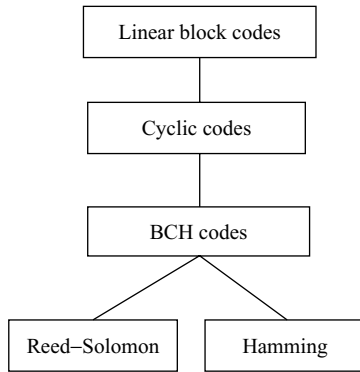 Linear block codes
Cyclic codes
BCH codes
Reed–Solomon
Hamming